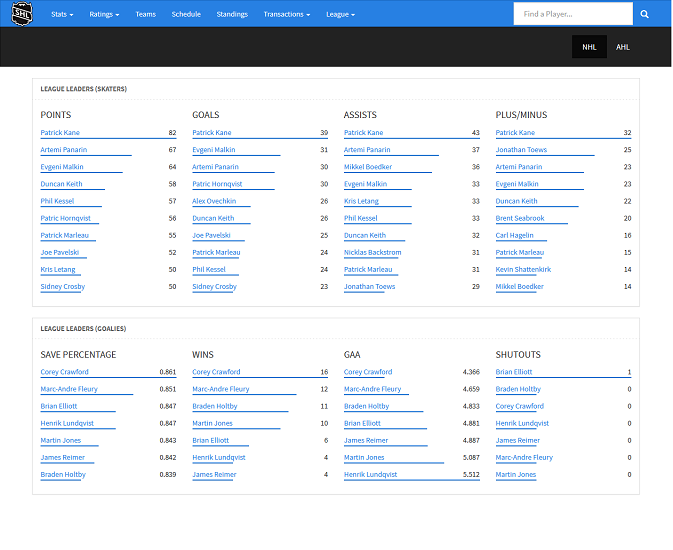 SHL Stats Ratings Teams Schedule Standings Transactions League Find a Player...
NHL AHL
LEAGUE LEADERS (SKATERS)
POINTS GOALS ASSISTS PLUS/MINUS
Patrick Kane 82 Patrick Kane 39 Patrick Kane 43 Patrick Kane 32
Artemi Panarin 67 Evgeni Malkin 31 Artemi Panarin 37 Jonathan Toews 25
Evgeni Malkin 64 Artemi Panarin 30 Mikkel Boedker 36 Artemi Panarin 23
Duncan Keith 58 Patric Hornqvist 30 Evgeni Malkin 33 Evgeni Malkin 23
Phil Kessel 57 Alex Ovechkin 26 Kris Letang 33 Duncan Keith 22
Patric Hornqvist 56 Duncan Keith 26 Phil Kessel 33 Brent Seabrook 20
Patrick Marleau 55 Joe Pavelski 25 Duncan Keith 32 Carl Hagelin 16
Joe Pavelski 52 Patrick Marleau 24 Nicklas Backstrom 31 Patrick Marleau 15
Kris Letang 50 Phil Kessel 24 Patrick Marleau 31 Kevin Shattenkirk 14
Sidney Crosby 50 Sidney Crosby 23 Jonathan Toews 29 Mikkel Boedker 14
LEAGUE LEADERS (GOALIES)
SAVE PERCENTAGE WINS GAA SHUTOUTS
Corey Crawford 0.861 Corey Crawford 16 Corey Crawford 4.366 Brian Elliott 1
Marc-Andre Fleury 0.851 Marc-Andre Fleury 12 Marc-Andre Fleury 4.659 Braden Holtby 0
Brian Elliott 0.847 Braden Holtby 11 Braden Holtby 4.833 Corey Crawford 0
Henrik Lundqvist 0.847 Martin Jones 10 Brian Elliott 4.881 Henrik Lundqvist 0
Martin Jones 0.843 Brian Elliott 6 James Reimer 4.887 James Reimer 0
James Reimer 0.842 Henrik Lundqvist 4 Martin Jones 5.087 Marc-Andre Fleury 0
Braden Holtby 0.839 James Reimer 4 Henrik Lundqvist 5.512 Martin Jones 0